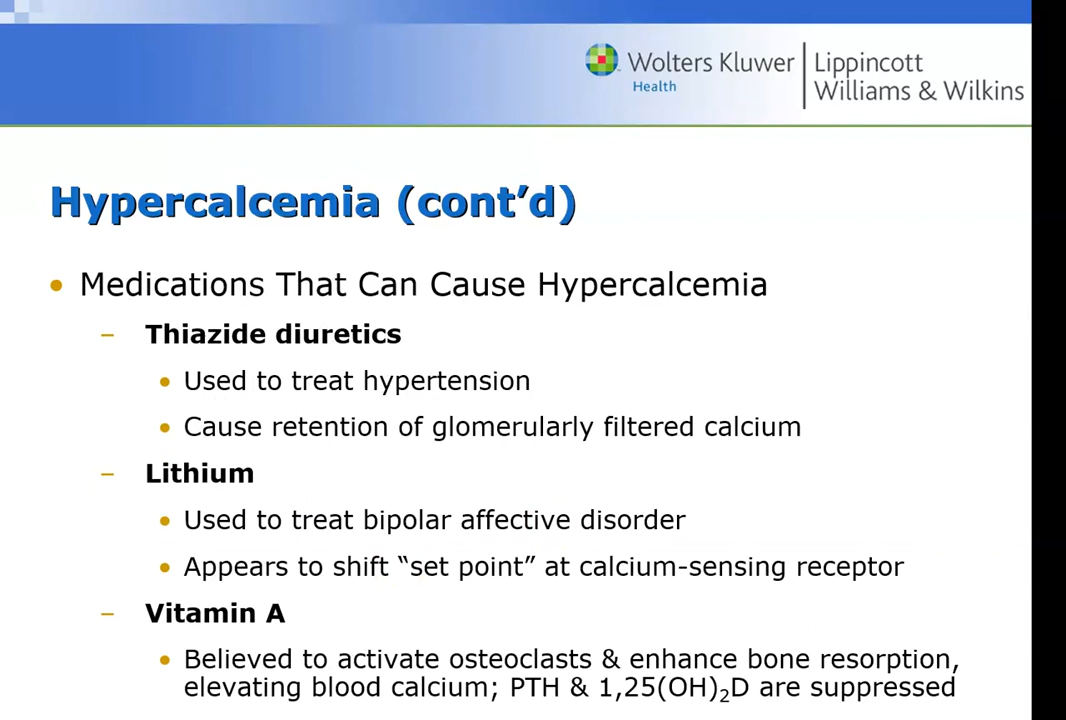 Wolters Kluwer
Health
Lippincott
Williams & Wilkins
Hypercalcemia (cont’d)
• Medications That Can Cause Hypercalcemia
– Thiazide diuretics
• Used to treat hypertension
• Cause retention of glomerularly filtered calcium
– Lithium
• Used to treat bipolar affective disorder
• Appears to shift “set point” at calcium-sensing receptor
– Vitamin A
• Believed to activate osteoclasts & enhance bone resorption,
elevating blood calcium; PTH & 1,25(OH)₂D are suppressed